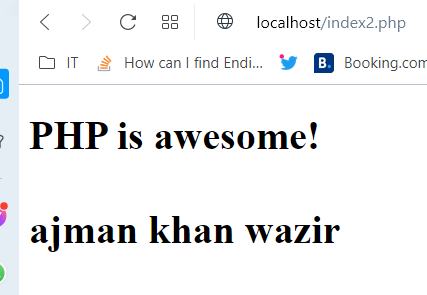 localhost/index2.php
IT How can I find Endi... B. Booking.com
PHP is awesome!
ajman khan wazir